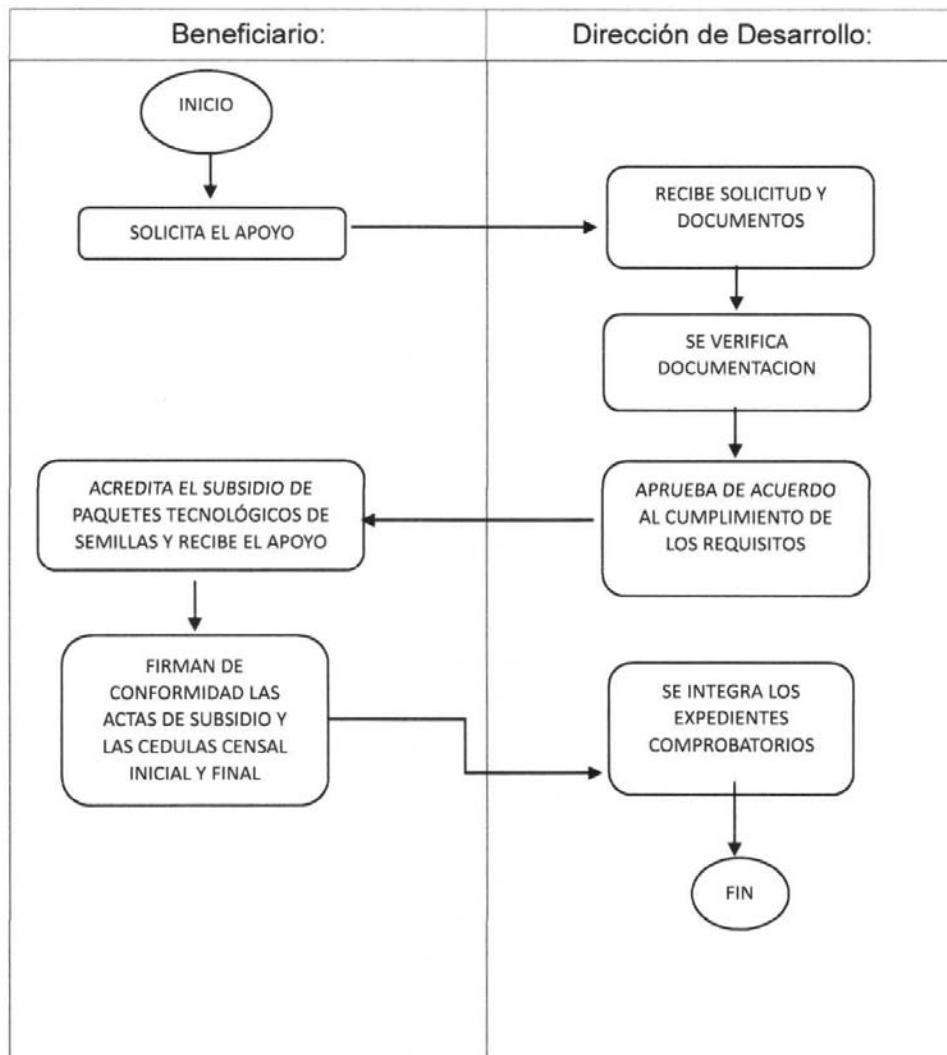 Beneficiario:
Dirección de Desarrollo:
INICIO
SOLICITA EL APOYO
RECIBE SOLICITUD Y
DOCUMENTOS
SE VERIFICA
DOCUMENTACION
APRUEBA DE ACUERDO
AL CUMPLIMIENTO DE
LOS REQUISITOS
ACREDITA EL SUBSIDIO DE
PAQUETES TECNOLÓGICOS DE
SEMILLAS Y RECIBE EL APOYO
FIRMAN DE
CONFORMIDAD LAS
ACTAS DE SUBSIDIO Y
LAS CEDULAS CENSAL
INICIAL Y FINAL
SE INTEGRA LOS
EXPEDIENTES
COMPROBATORIOS
FIN